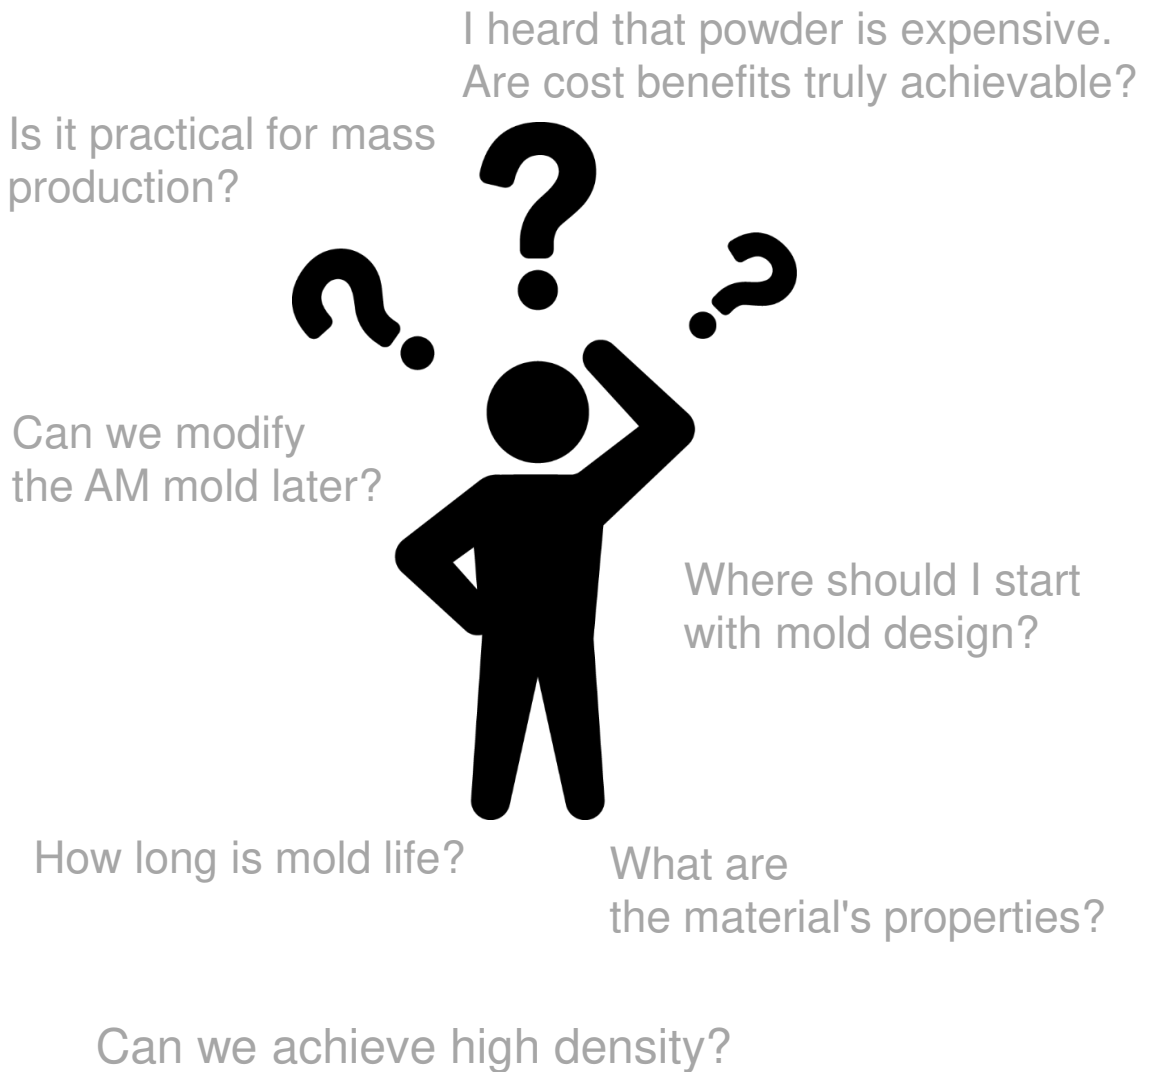 I heard that powder is expensive.
Are cost benefits truly achievable?
Is it practical for mass
production?
Can we modify
the AM mold later?
Where should I start
with mold design?
How long is mold life?
What are
the material's properties?
Can we achieve high density?